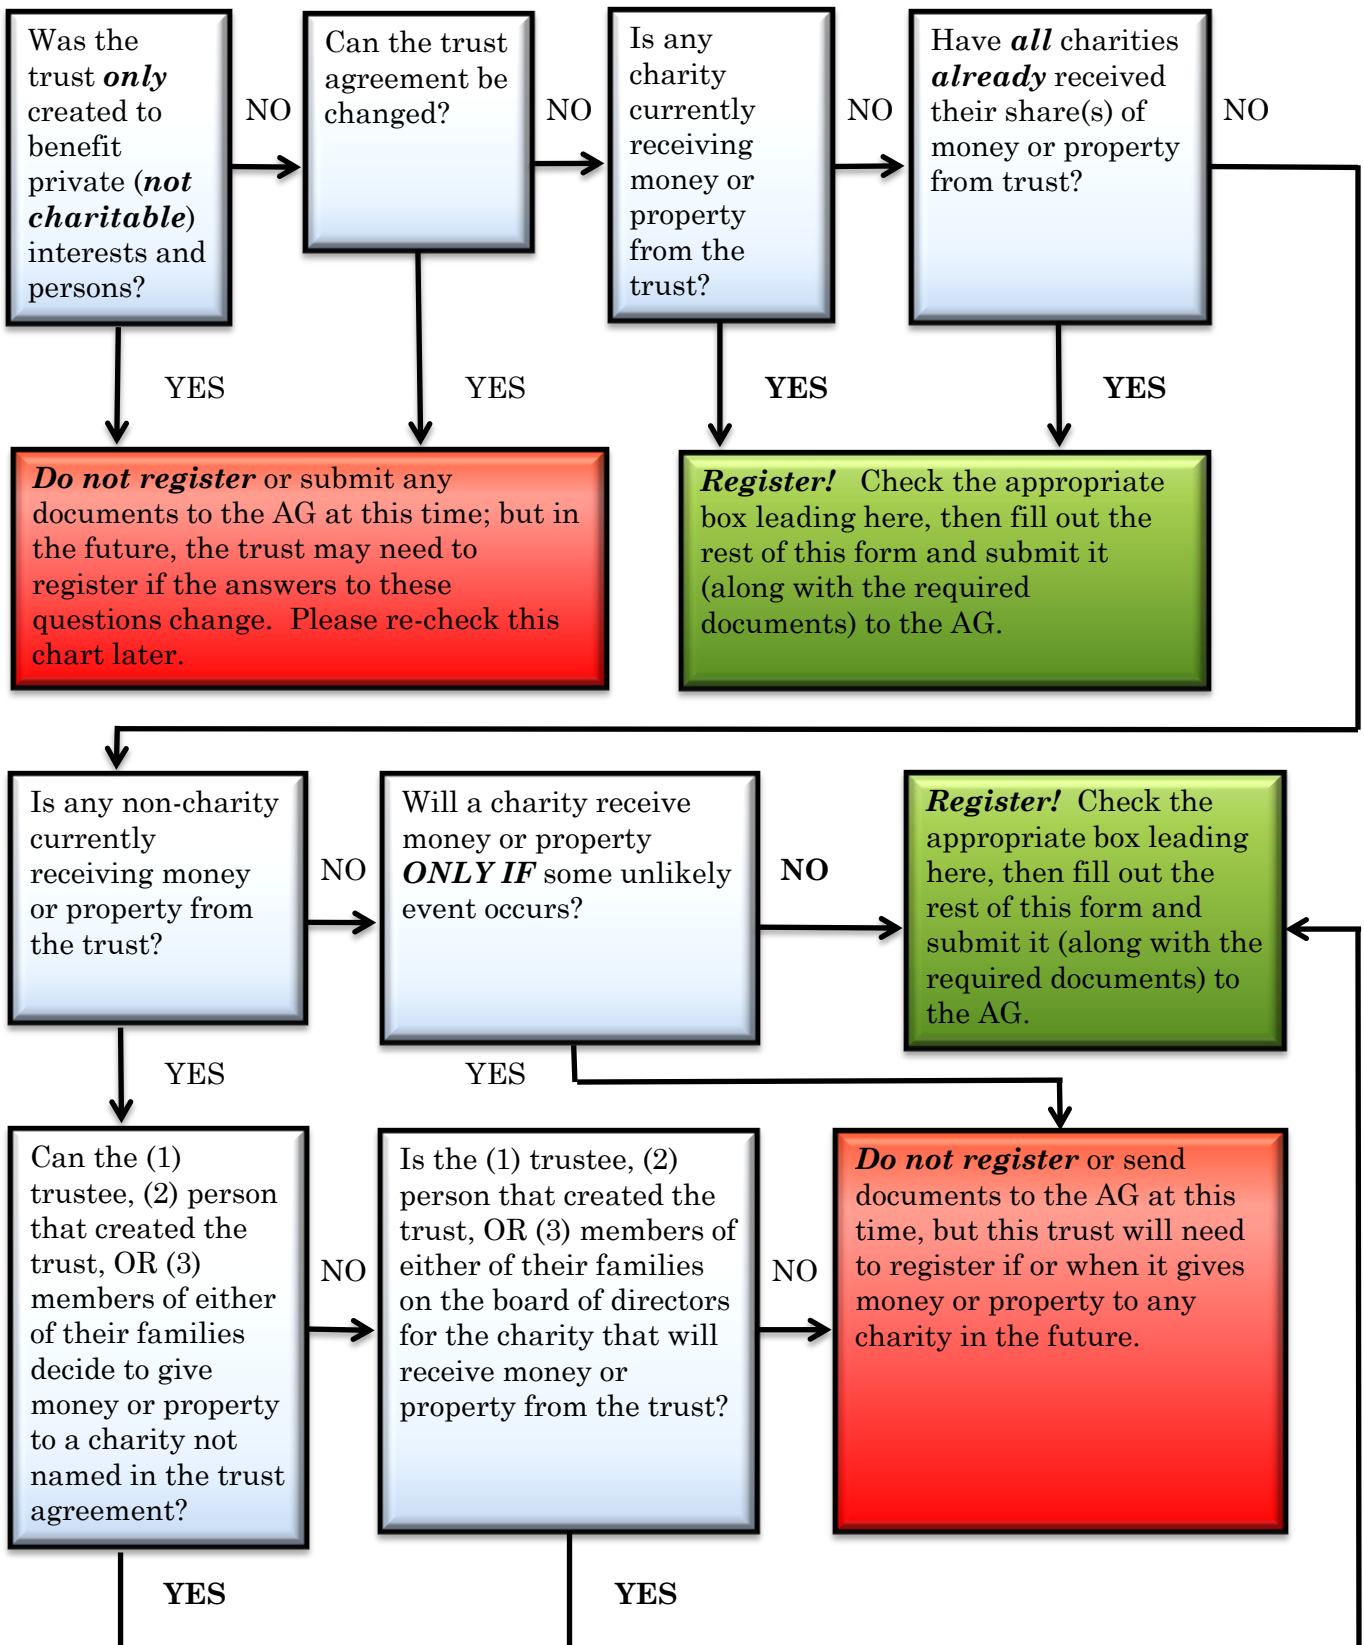 Was the
trust only
created to
benefit
private (not
charitable)
interests and
persons?
NO
Can the trust
agreement be
changed?
NO
Is any
charity
currently
receiving
money or
property
from the
trust?
NO
Have all charities
already received
their share(s) of
money or property
from trust?
NO
YES
YES
YES
YES
Do not register or submit any
documents to the AG at this time; but in
the future, the trust may need to
register if the answers to these
questions change.  Please re-check this
chart later.
Register!   Check the appropriate
box leading here, then fill out the
rest of this form and submit it
(along with the required
documents) to the AG.
Is any non-charity
currently
receiving money
or property from
the trust?
NO
Will a charity receive
money or property
ONLY IF some unlikely
event occurs?
NO
Register!  Check the
appropriate box leading
here, then fill out the
rest of this form and
submit it (along with the
required documents) to
the AG.
YES
YES
Can the (1)
trustee, (2) person
that created the
trust, OR (3)
members of either
of their families
decide to give
money or property
to a charity not
named in the trust
agreement?
NO
Is the (1) trustee, (2)
person that created the
trust, OR (3) members of
either of their families
on the board of directors
for the charity that will
receive money or
property from the trust?
NO
Do not register or send
documents to the AG at this
time, but this trust will need
to register if or when it gives
money or property to any
charity in the future.
YES
YES